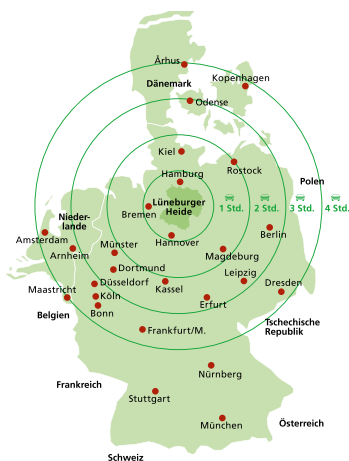 Århus
Kopenhagen
Dänemark
Odense
Kiel
Rostock
Hamburg
Polen
Lüneburger
Heide
1 Std.
2 Std.
3 Std.
4 Std.
Bremen
Nieder-
lande
Berlin
Amsterdam
Hannover
Münster
Arnheim
Magdeburg
Dortmund
Leipzig
Düsseldorf
Kassel
Dresden
Maastricht
Köln
Erfurt
Bonn
Belgien
Tschechische
Republik
Frankfurt/M.
Nürnberg
Frankreich
Stuttgart
München
Österreich
Schweiz